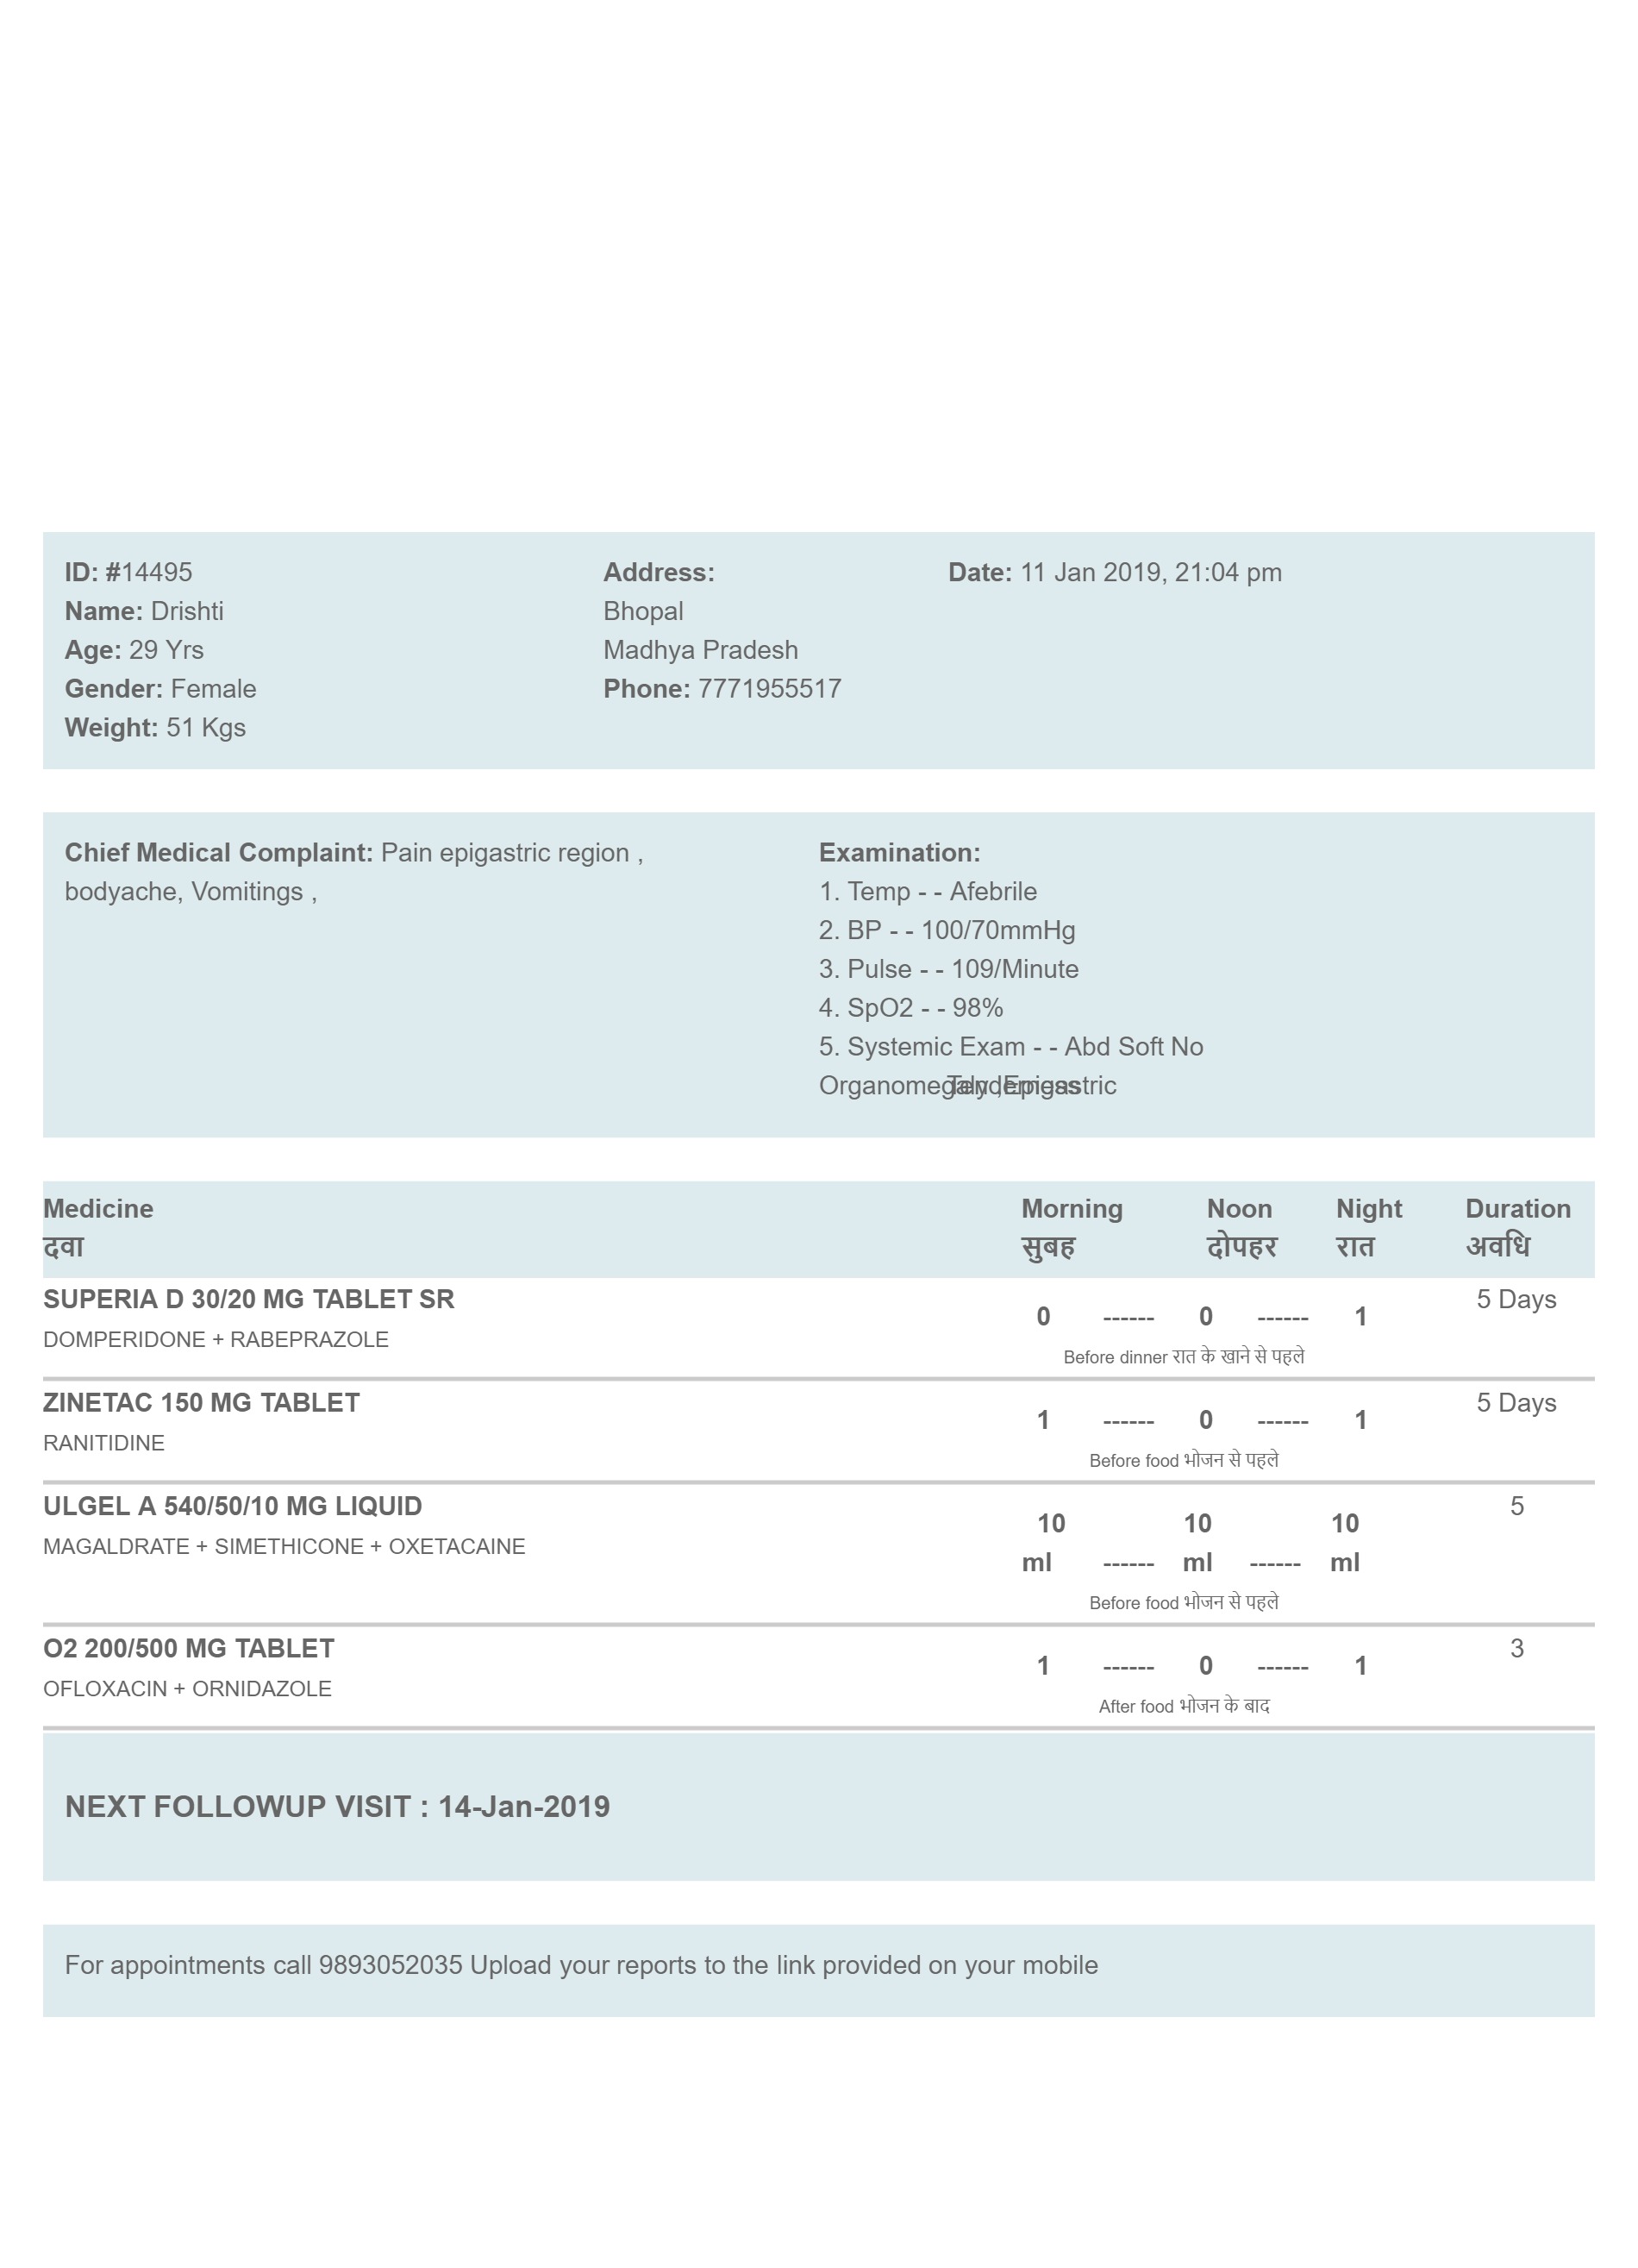 ID: #14495
Name: Drishti
Age: 29 Yrs
Gender: Female
Weight: 51 Kgs
Address:
Bhopal
Madhya Pradesh
Phone: 7771955517
Date: 11 Jan 2019, 21:04 pm
Chief Medical Complaint: Pain epigastric region ,
bodyache, Vomitings ,
Examination:
1. Temp - - Afebrile
2. BP - - 100/70mmHg
3. Pulse - - 109/Minute
4. SpO2 - - 98%
5. Systemic Exam - - Abd Soft No
Organomegaly ,Epigastric Tenderness
Medicine Morning Noon Night Duration
दवा सुबह दोपहर रात अवधि
SUPERIA D 30/20 MG TABLET SR 5 Days
0 ------ 0 ------ 1
DOMPERIDONE + RABEPRAZOLE
Before dinner रात के खाने से पहले
ZINETAC 150 MG TABLET 5 Days
1 ------ 0 ------ 1
RANITIDINE
Before food भोजन से पहले
ULGEL A 540/50/10 MG LIQUID 5
10 10 10
MAGALDRATE + SIMETHICONE + OXETACAINE
ml ------ ml ------ ml
Before food भोजन से पहले
O2 200/500 MG TABLET 3
1 ------ 0 ------ 1
OFLOXACIN + ORNIDAZOLE
After food भोजन के बाद
NEXT FOLLOWUP VISIT : 14-Jan-2019
For appointments call 9893052035 Upload your reports to the link provided on your mobile